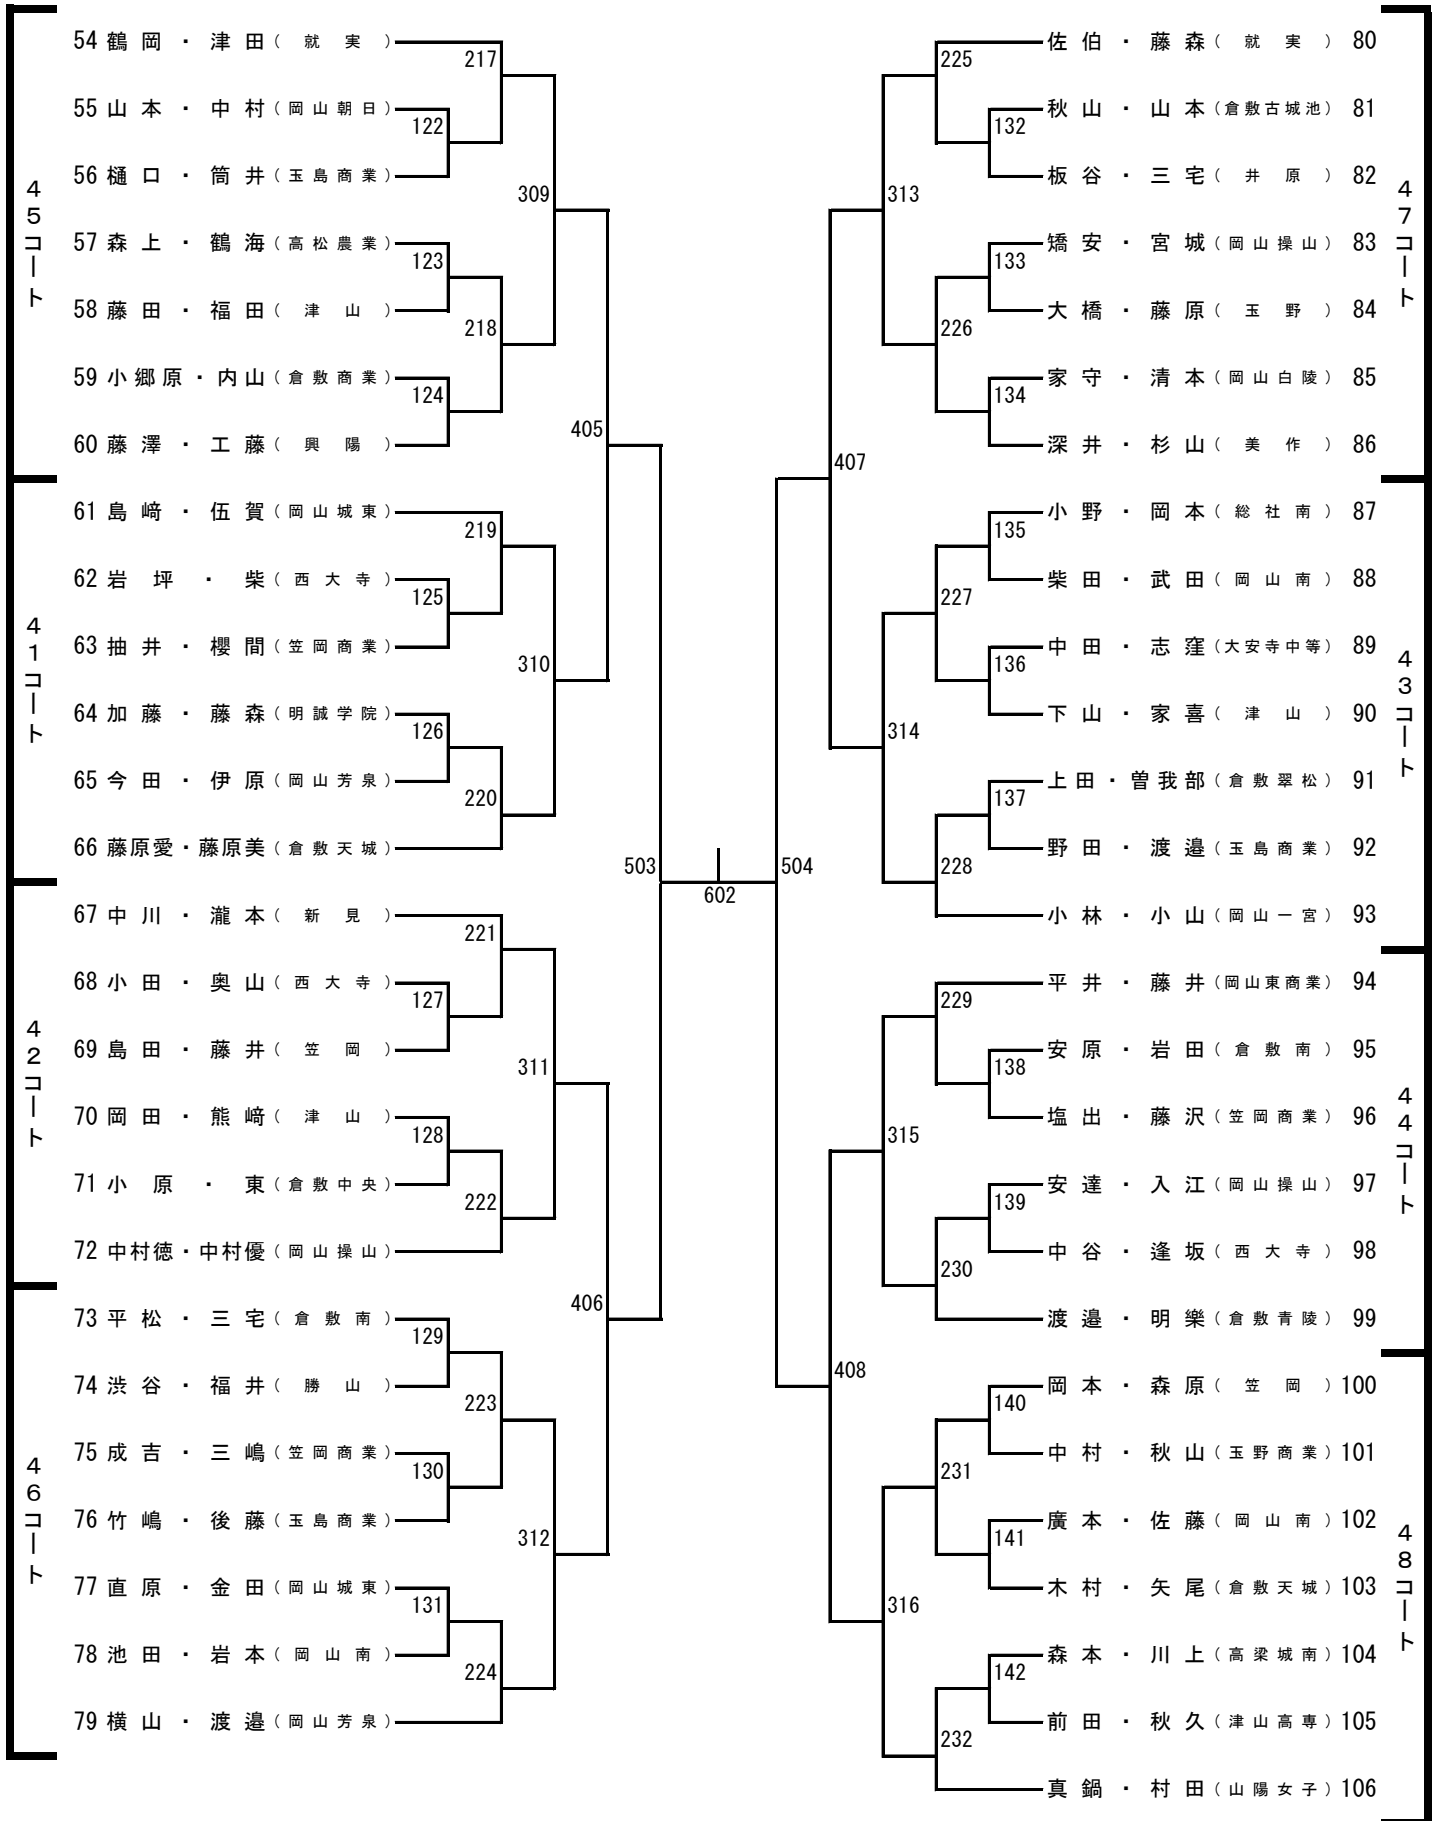 45コート
54 鶴岡・津田(就実)
55 山本・中村(岡山朝日)
56 樋口・筒井(玉島商業)
57 森上・鶴海(高松農業)
58 藤田・福田(津山)
59 小郷原・内山(倉敷商業)
60 藤澤・工藤(興陽)
41コート
61 島﨑・伍賀(岡山城東)
62 岩坪・柴(西大寺)
63 抽井・櫻間(笠岡商業)
64 加藤・藤森(明誠学院)
65 今田・伊原(岡山芳泉)
66 藤原愛・藤原美(倉敷天城)
42コート
67 中川・瀧本(新見)
68 小田・奥山(西大寺)
69 島田・藤井(笠岡)
70 岡田・熊﨑(津山)
71 小原・東(倉敷中央)
72 中村徳・中村優(岡山操山)
46コート
73 平松・三宅(倉敷南)
74 渋谷・福井(勝山)
75 成吉・三嶋(笠岡商業)
76 竹嶋・後藤(玉島商業)
77 直原・金田(岡山城東)
78 池田・岩本(岡山南)
79 横山・渡邉(岡山芳泉)
217
122
309
123
218
124
405
219
125
310
126
220
503
221
127
311
128
222
406
129
223
130
312
131
224
602
504
225
132
313
133
226
134
407
135
227
136
314
137
228
229
138
315
139
230
408
140
231
141
316
142
232
47コート
佐伯・藤森(就実) 80
秋山・山本(倉敷古城池) 81
板谷・三宅(井原) 82
矯安・宮城(岡山操山) 83
大橋・藤原(玉野) 84
家守・清本(岡山白陵) 85
深井・杉山(美作) 86
43コート
小野・岡本(総社南) 87
柴田・武田(岡山南) 88
中田・志窪(大安寺中等) 89
下山・家喜(津山) 90
上田・曽我部(倉敷翠松) 91
野田・渡邉(玉島商業) 92
小林・小山(岡山一宮) 93
44コート
平井・藤井(岡山東商業) 94
安原・岩田(倉敷南) 95
塩出・藤沢(笠岡商業) 96
安達・入江(岡山操山) 97
中谷・逢坂(西大寺) 98
渡邉・明樂(倉敷青陵) 99
48コート
岡本・森原(笠岡) 100
中村・秋山(玉野商業) 101
廣本・佐藤(岡山南) 102
木村・矢尾(倉敷天城) 103
森本・川上(高梁城南) 104
前田・秋久(津山高専) 105
真鍋・村田(山陽女子) 106